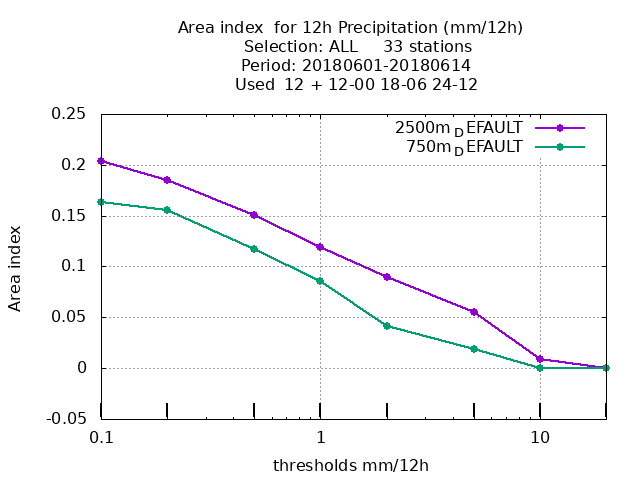 Area index  for 12h Precipitation (mm/12h)
Selection: ALL     33 stations
Period: 20180601-20180614
Used  12 + 12-00 18-06 24-12
0.25
0.2
0.15
0.1
0.05
0
-0.05
Area index
2500m_DEFAULT
750m_DEFAULT
0.1
1
10
thresholds mm/12h